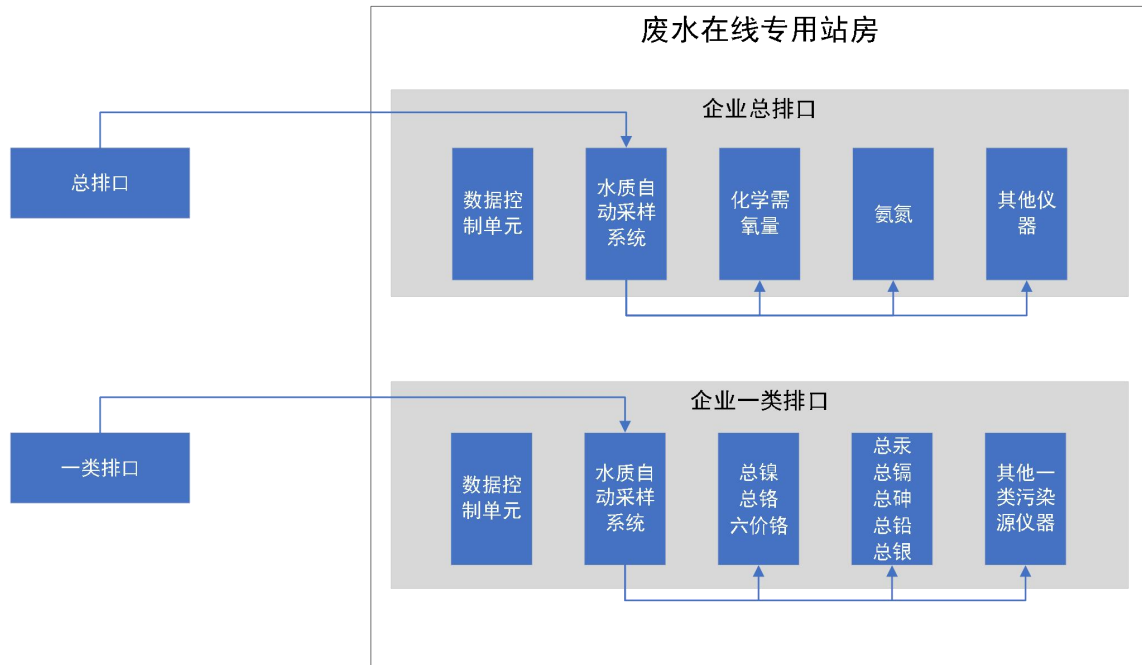 废水在线专用站房
企业总排口
总排口
数据控
制单元
水质自
动采样
系统
化学需
氧量
氨氮
其他仪
器
企业一类排口
一类排口
数据控
制单元
水质自
动采样
系统
总镍
总铬
六价铬
总汞
总镉
总砷
总铅
总银
其他一
类污染
源仪器